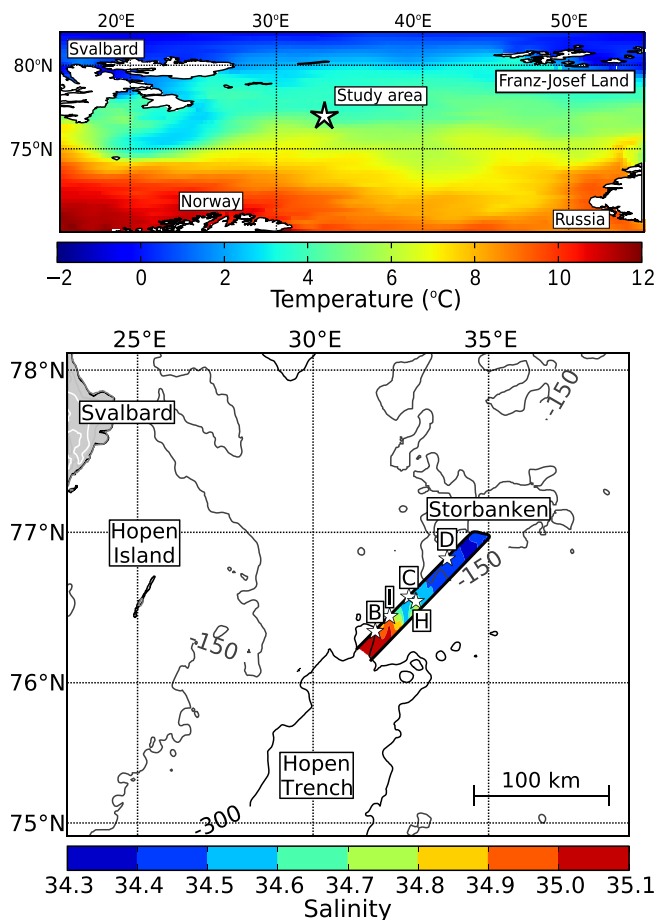 20°E 30°E 40°E 50°E
Svalbard
80°N
Franz-Josef Land
Study area
75°N
Norway
Russia
−2 0 2 4 6 8 10 12
Temperature (°C)
25°E 30°E 35°E
78°N
-150
Svalbard
Storbanken
77°N
Hopen
Island
D
-150
C
I
B
H
-150
76°N
Hopen
Trench
100 km
-300
75°N
34.3 34.4 34.5 34.6 34.7 34.8 34.9 35.0 35.1
Salinity